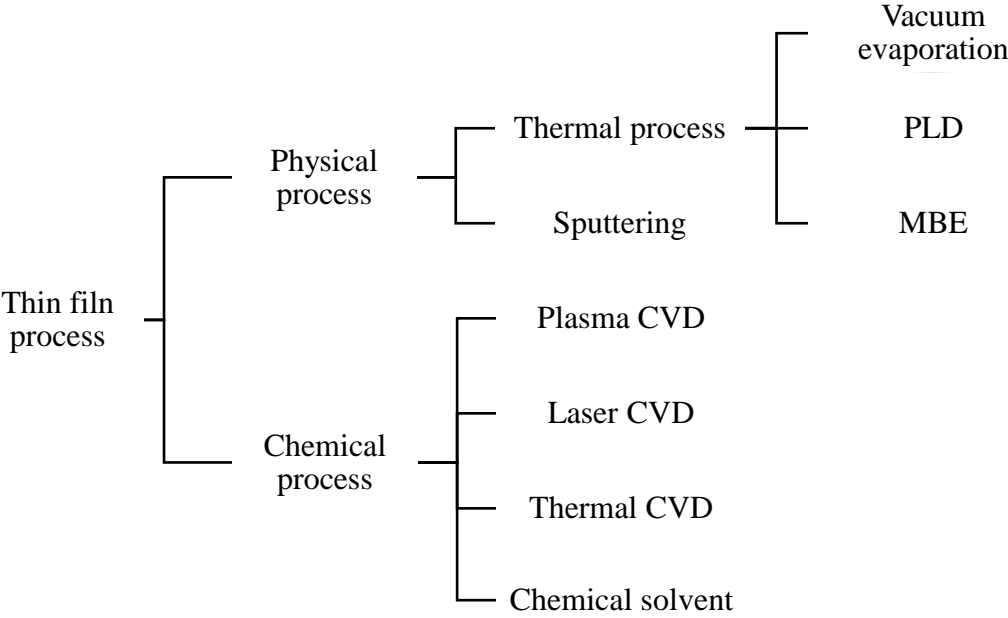 Vacuum
evaporation
Thermal process
PLD
Physical
process
Sputtering
MBE
Thin filn
process
Plasma CVD
Laser CVD
Chemical
process
Thermal CVD
Chemical solvent